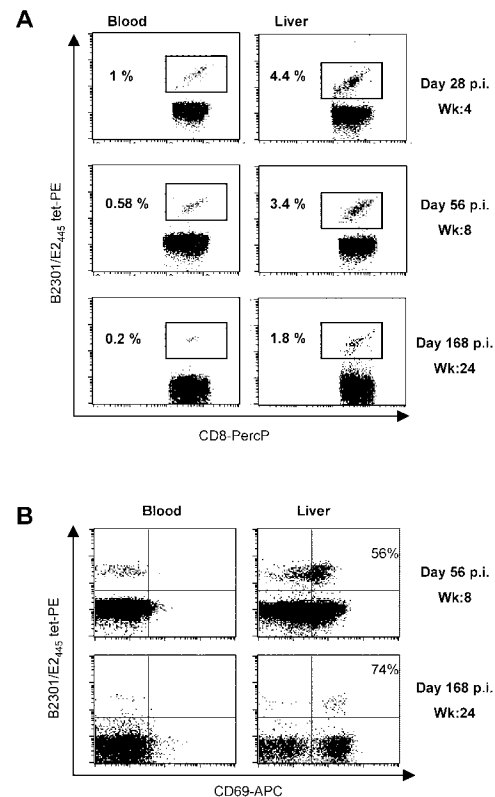 A
Blood
Liver
1 %
4.4 %
Day 28 p.i.
Wk:4
0.58 %
3.4 %
Day 56 p.i.
Wk:8
0.2 %
1.8 %
Day 168 p.i.
Wk:24
B2301/E2445 tet-PE
CD8-PercP
B
Blood
Liver
56%
Day 56 p.i.
Wk:8
74%
Day 168 p.i.
Wk:24
B2301/E2445 tet-PE
CD69-APC